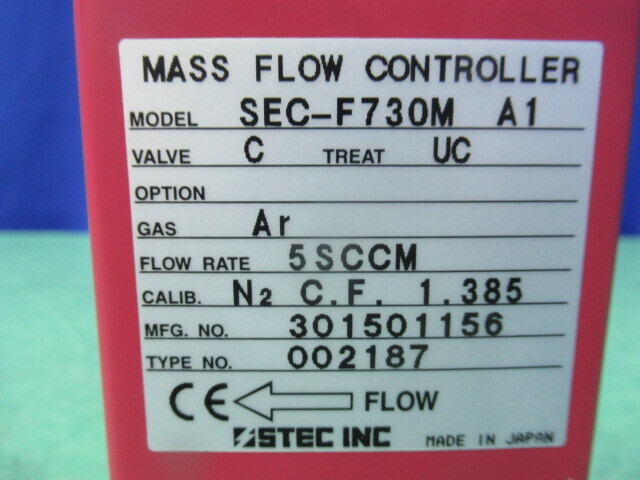 MASS FLOW CONTROLLER
MODEL SEC-F730M A1
VALVE C TREAT UC
OPTION
GAS Ar
FLOW RATE 5SCCM
CALIB. N2 C.F. 1.385
MFG. NO. 301501156
TYPE NO. 002187
CE FLOW
STEC INC MADE IN JAPAN